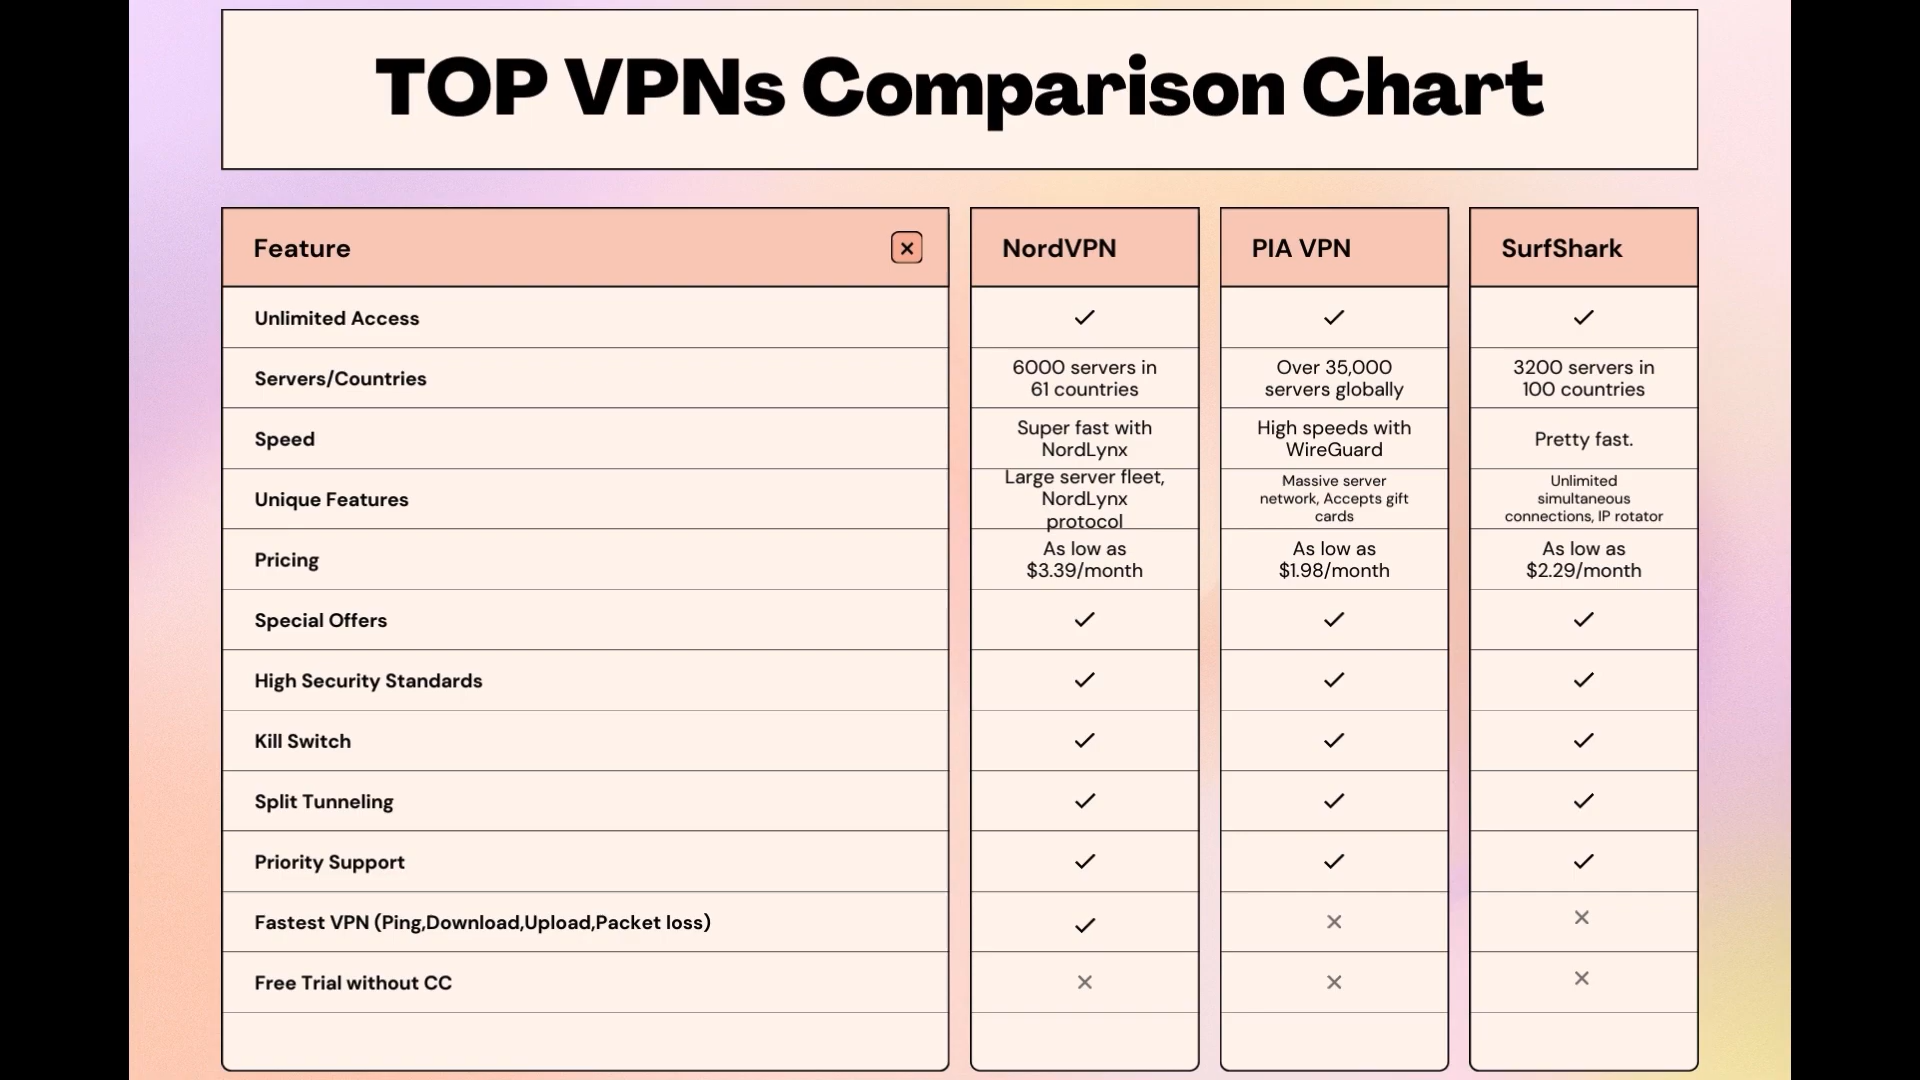 TOP VPNs Comparison Chart
Feature
NordVPN
PIA VPN
SurfShark
Unlimited Access
✓
✓
✓
Servers/Countries
6000 servers in
61 countries
Over 35,000
servers globally
3200 servers in
100 countries
Speed
Super fast with
NordLynx
High speeds with
WireGuard
Pretty fast.
Unique Features
Large server fleet,
NordLynx
protocol
Massive server
network, Accepts gift
cards
Unlimited
simultaneous
connections, IP rotator
Pricing
As low as
$3.39/month
As low as
$1.98/month
As low as
$2.29/month
Special Offers
✓
✓
✓
High Security Standards
✓
✓
✓
Kill Switch
✓
✓
✓
Split Tunneling
✓
✓
✓
Priority Support
✓
✓
✓
Fastest VPN (Ping,Download,Upload,Packet loss)
✓
✕
✕
Free Trial without CC
✕
✕
✕